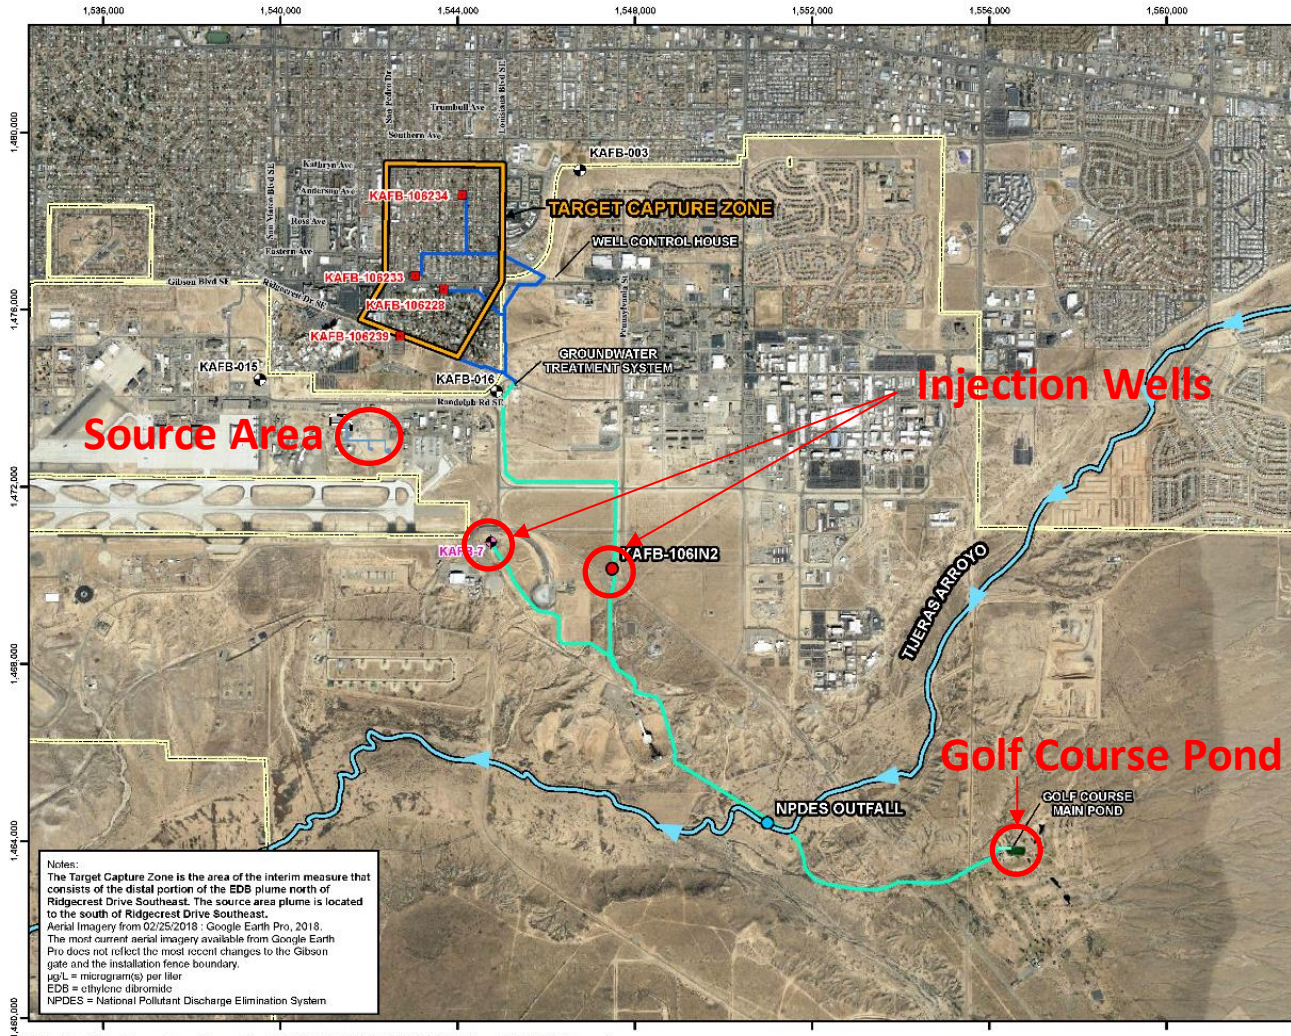 1,536,000
1,540,000
1,544,000
1,548,000
1,552,000
1,556,000
1,560,000
1,480,000
1,476,000
1,472,000
1,468,000
1,464,000
1,460,000
San Pedro Dr
Louisiana Blvd SE
Trumbull Ave
Southern Ave
San Mateo Blvd SE
Kathryn Ave
Anderson Ave
Ross Ave
Eastern Ave
Gibson Blvd SE
Ridgecrest Dr SE
Pennsylvania St
Randolph Rd SE
KAFB-003
KAFB-106234
TARGET CAPTURE ZONE
WELL CONTROL HOUSE
KAFB-106233
KAFB-106228
KAFB-106239
KAFB-015
KAFB-016
GROUNDWATER
TREATMENT SYSTEM
Injection Wells
Source Area
KAFB-7
KAFB-106IN2
TIJERAS ARROYO
Golf Course Pond
NPDES OUTFALL
GOLF COURSE
MAIN POND
Notes:
The Target Capture Zone is the area of the interim measure that
consists of the distal portion of the EDB plume north of
Ridgecrest Drive Southeast. The source area plume is located
to the south of Ridgecrest Drive Southeast.
Aerial Imagery from 02/25/2018 : Google Earth Pro, 2018.
The most current aerial imagery available from Google Earth
Pro does not reflect the most recent changes to the Gibson
gate and the installation fence boundary.
µg/L = microgram(s) per liter
EDB = ethylene dibromide
NPDES = National Pollutant Discharge Elimination System